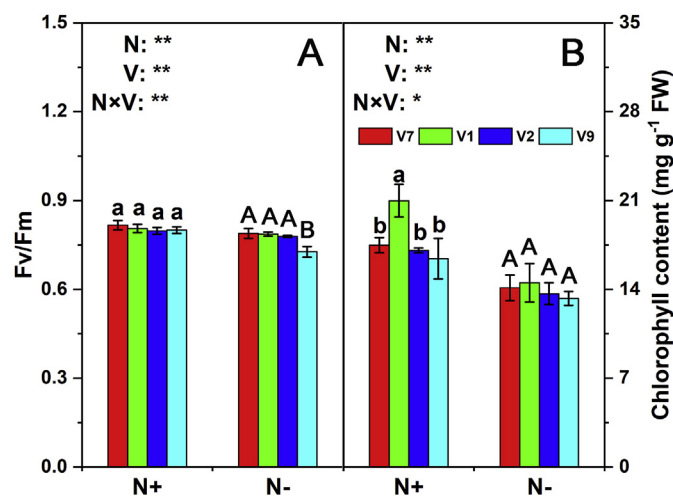 1.5
1.2
0.9
0.6
0.3
0.0
Fv/Fm
N: **
V: **
N×V: **
A
a a a a
A A A B
N+ N-
N: **
V: **
N×V: *
B
V7 V1 V2 V9
b a b b
A A A A
N+ N-
35
28
21
14
7
0
Chlorophyll content (mg g⁻¹ FW)